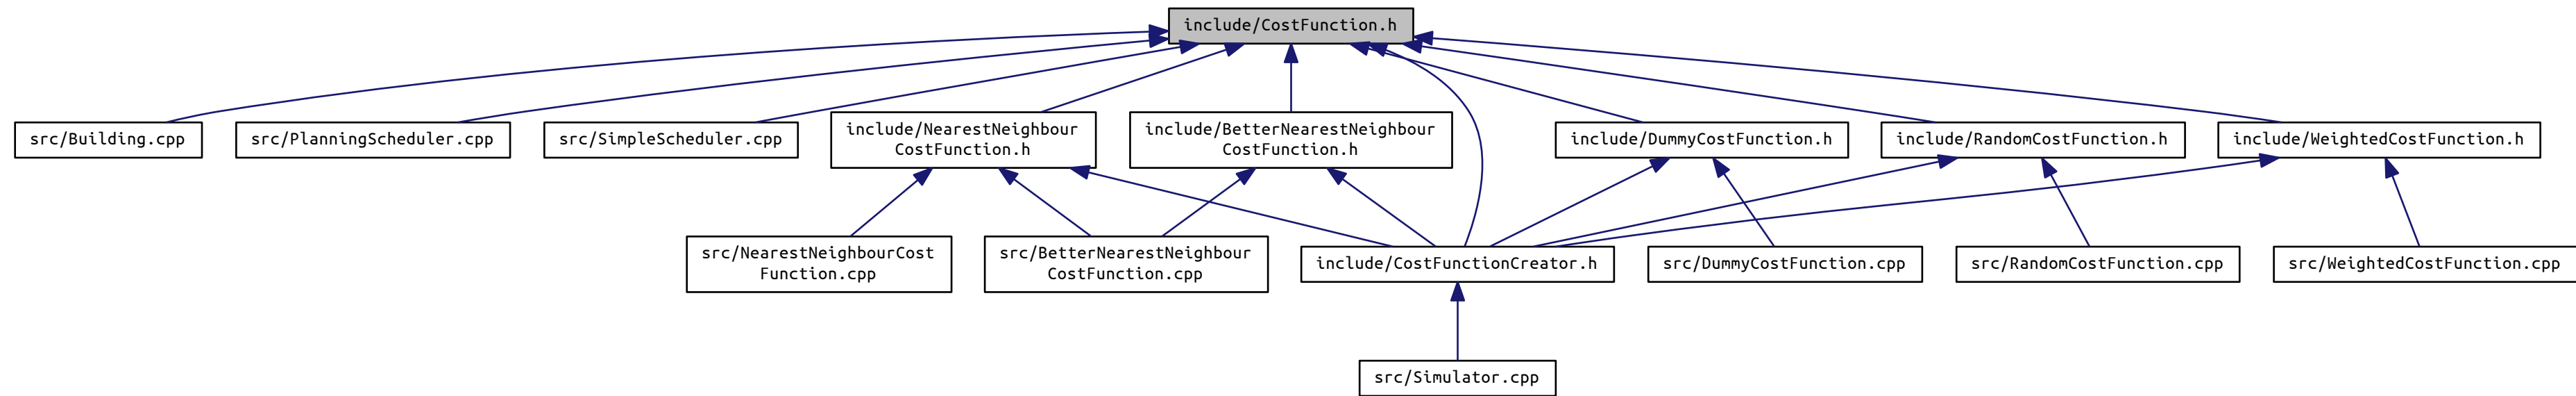 include/CostFunction.h
src/Building.cpp
src/PlanningScheduler.cpp
src/SimpleScheduler.cpp
include/NearestNeighbour
CostFunction.h
include/BetterNearestNeighbour
CostFunction.h
include/DummyCostFunction.h
include/RandomCostFunction.h
include/WeightedCostFunction.h
src/NearestNeighbourCost
Function.cpp
src/BetterNearestNeighbour
CostFunction.cpp
include/CostFunctionCreator.h
src/DummyCostFunction.cpp
src/RandomCostFunction.cpp
src/WeightedCostFunction.cpp
src/Simulator.cpp